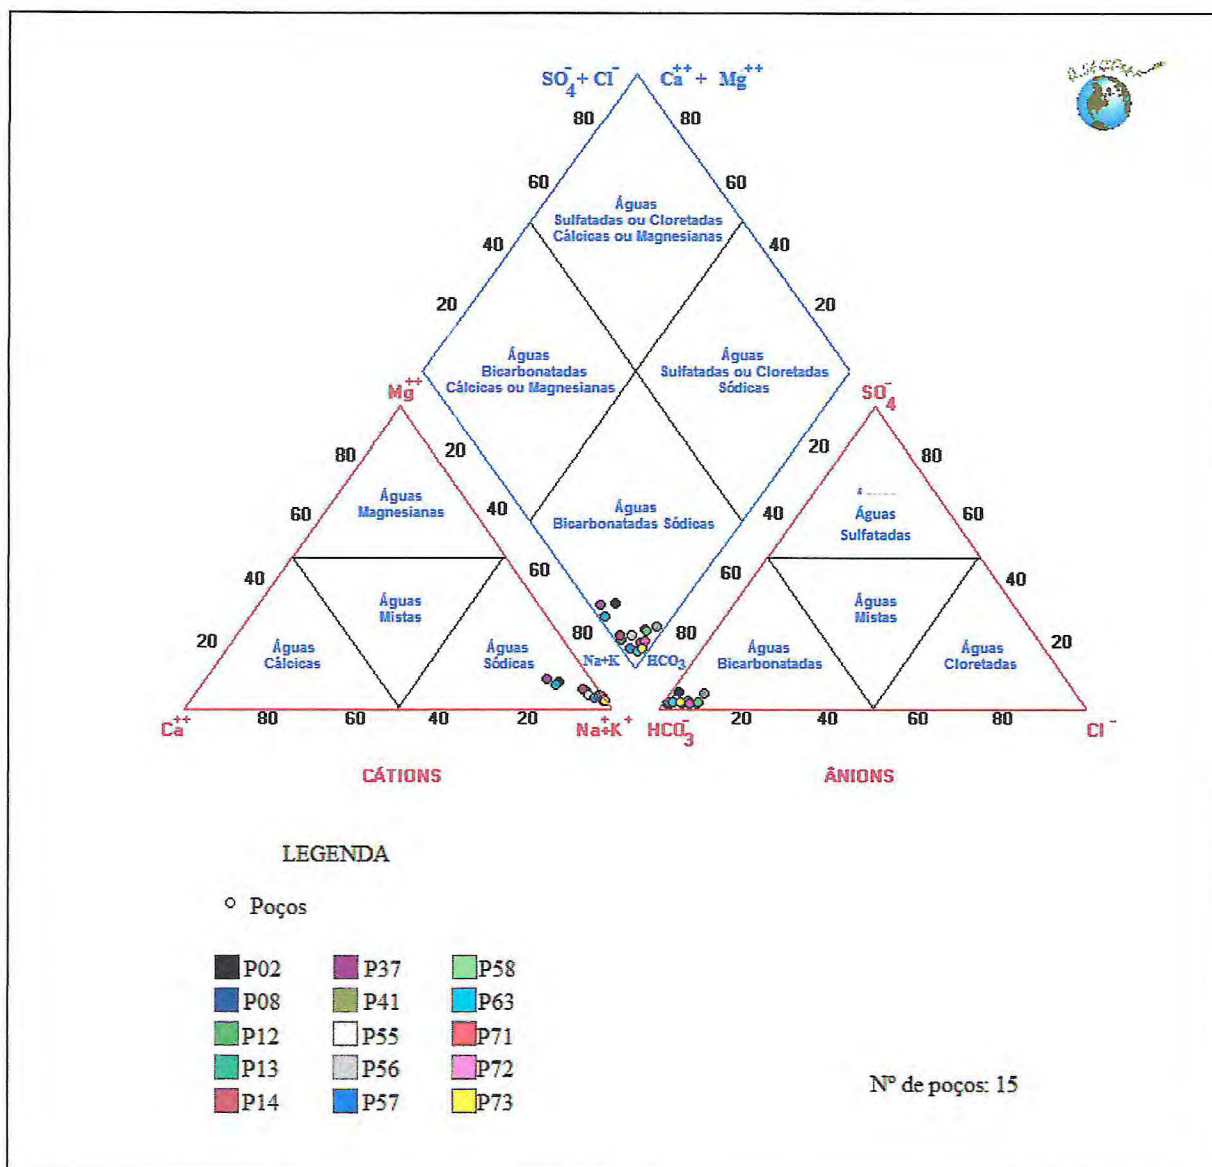 SO₄⁻ + Cl⁻ Ca⁺⁺ + Mg⁺⁺
80 80
60 60
Águas
Sulfatadas ou Cloretadas
Cálcicas ou Magnesianas
40 40
20 20
Águas
Bicarbonatadas
Cálcicas ou Magnesianas
Águas
Sulfatadas ou Cloretadas
Sódicas
Mg⁺⁺ SO₄⁻
80 20 20 80
Águas
Magnesianas
60 40 40 60
Águas
Bicarbonatadas Sódicas
Águas
Sulfatadas
40 60 60 40
Águas
Mistas
Águas
Mistas
20 80 80 20
Águas
Cálcicas
Águas
Sódicas
Na+K HCO₃
Águas
Bicarbonatadas
Águas
Cloretadas
Ca⁺⁺ 80 60 40 20 Na+K⁺ HCO₃⁻ 20 40 60 80 Cl⁻
CÁTIONS ÂNIONS
LEGENDA
Poços
P02 P37 P58
P08 P41 P63
P12 P55 P71
P13 P56 P72
P14 P57 P73
Nº de poços: 15